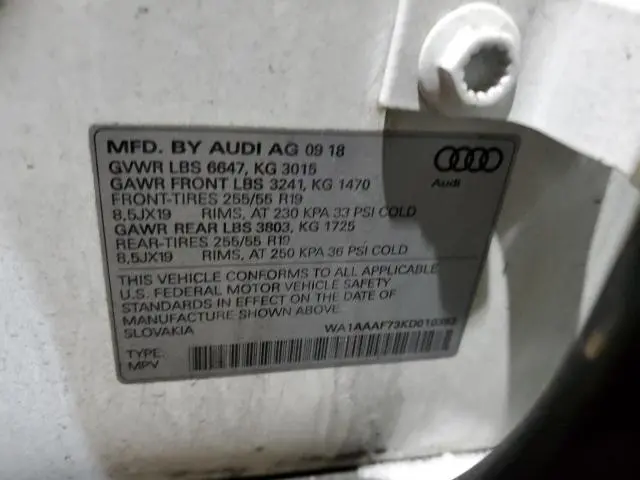 MFD. BY AUDI AG 09 18
GVWR LBS 6647, KG 3015
GAWR FRONT LBS 3241, KG 1470
FRONT-TIRES 255/55 R19
8,5JX19 RIMS, AT 230 KPA 33 PSI COLD
GAWR REAR LBS 3803, KG 1725
REAR-TIRES 255/55 R19
8,5JX19 RIMS, AT 250 KPA 36 PSI COLD
Audi
THIS VEHICLE CONFORMS TO ALL APPLICABLE
U.S. FEDERAL MOTOR VEHICLE SAFETY
STANDARDS IN EFFECT ON THE DATE OF
MANUFACTURE SHOWN ABOVE.
SLOVAKIA
TYPE:
MPV